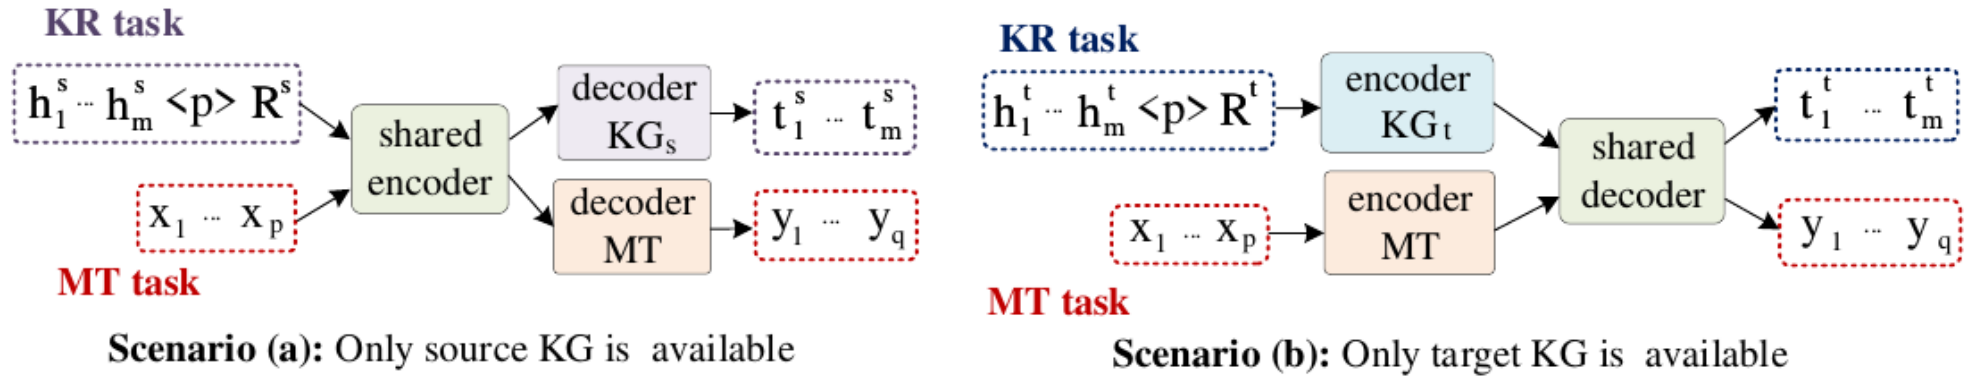 KR task
h₁ˢ ... hₘˢ <p> Rˢ
shared encoder
decoder KGₛ
t₁ˢ ... tₘˢ
x₁ ... xₚ
decoder MT
y₁ ... y_q
MT task
Scenario (a): Only source KG is available
KR task
h₁ᵗ ... hₘᵗ <p> Rᵗ
encoder KGₜ
shared decoder
t₁ᵗ ... tₘᵗ
x₁ ... xₚ
encoder MT
y₁ ... y_q
MT task
Scenario (b): Only target KG is available